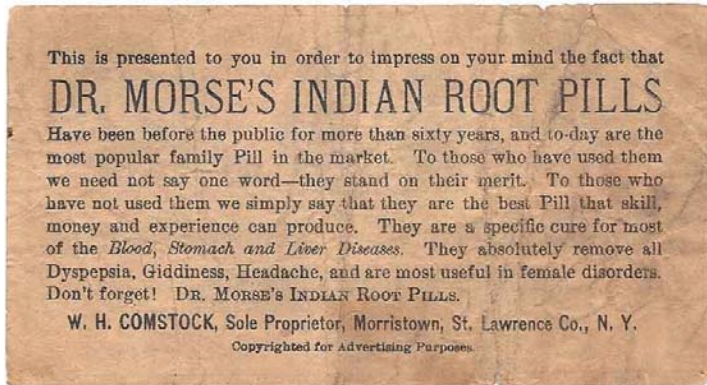 This is presented to you in order to impress on your mind the fact that
DR. MORSE'S INDIAN ROOT PILLS
Have been before the public for more than sixty years, and to-day are the
most popular family Pill in the market. To those who have used them
we need not say one word—they stand on their merit. To those who
have not used them we simply say that they are the best Pill that skill,
money and experience can produce. They are a specific cure for most
of the Blood, Stomach and Liver Diseases. They absolutely remove all
Dyspepsia, Giddiness, Headache, and are most useful in female disorders.
Don't forget! DR. MORSE'S INDIAN ROOT PILLS.
W. H. COMSTOCK, Sole Proprietor, Morristown, St. Lawrence Co., N. Y.
Copyrighted for Advertising Purposes.